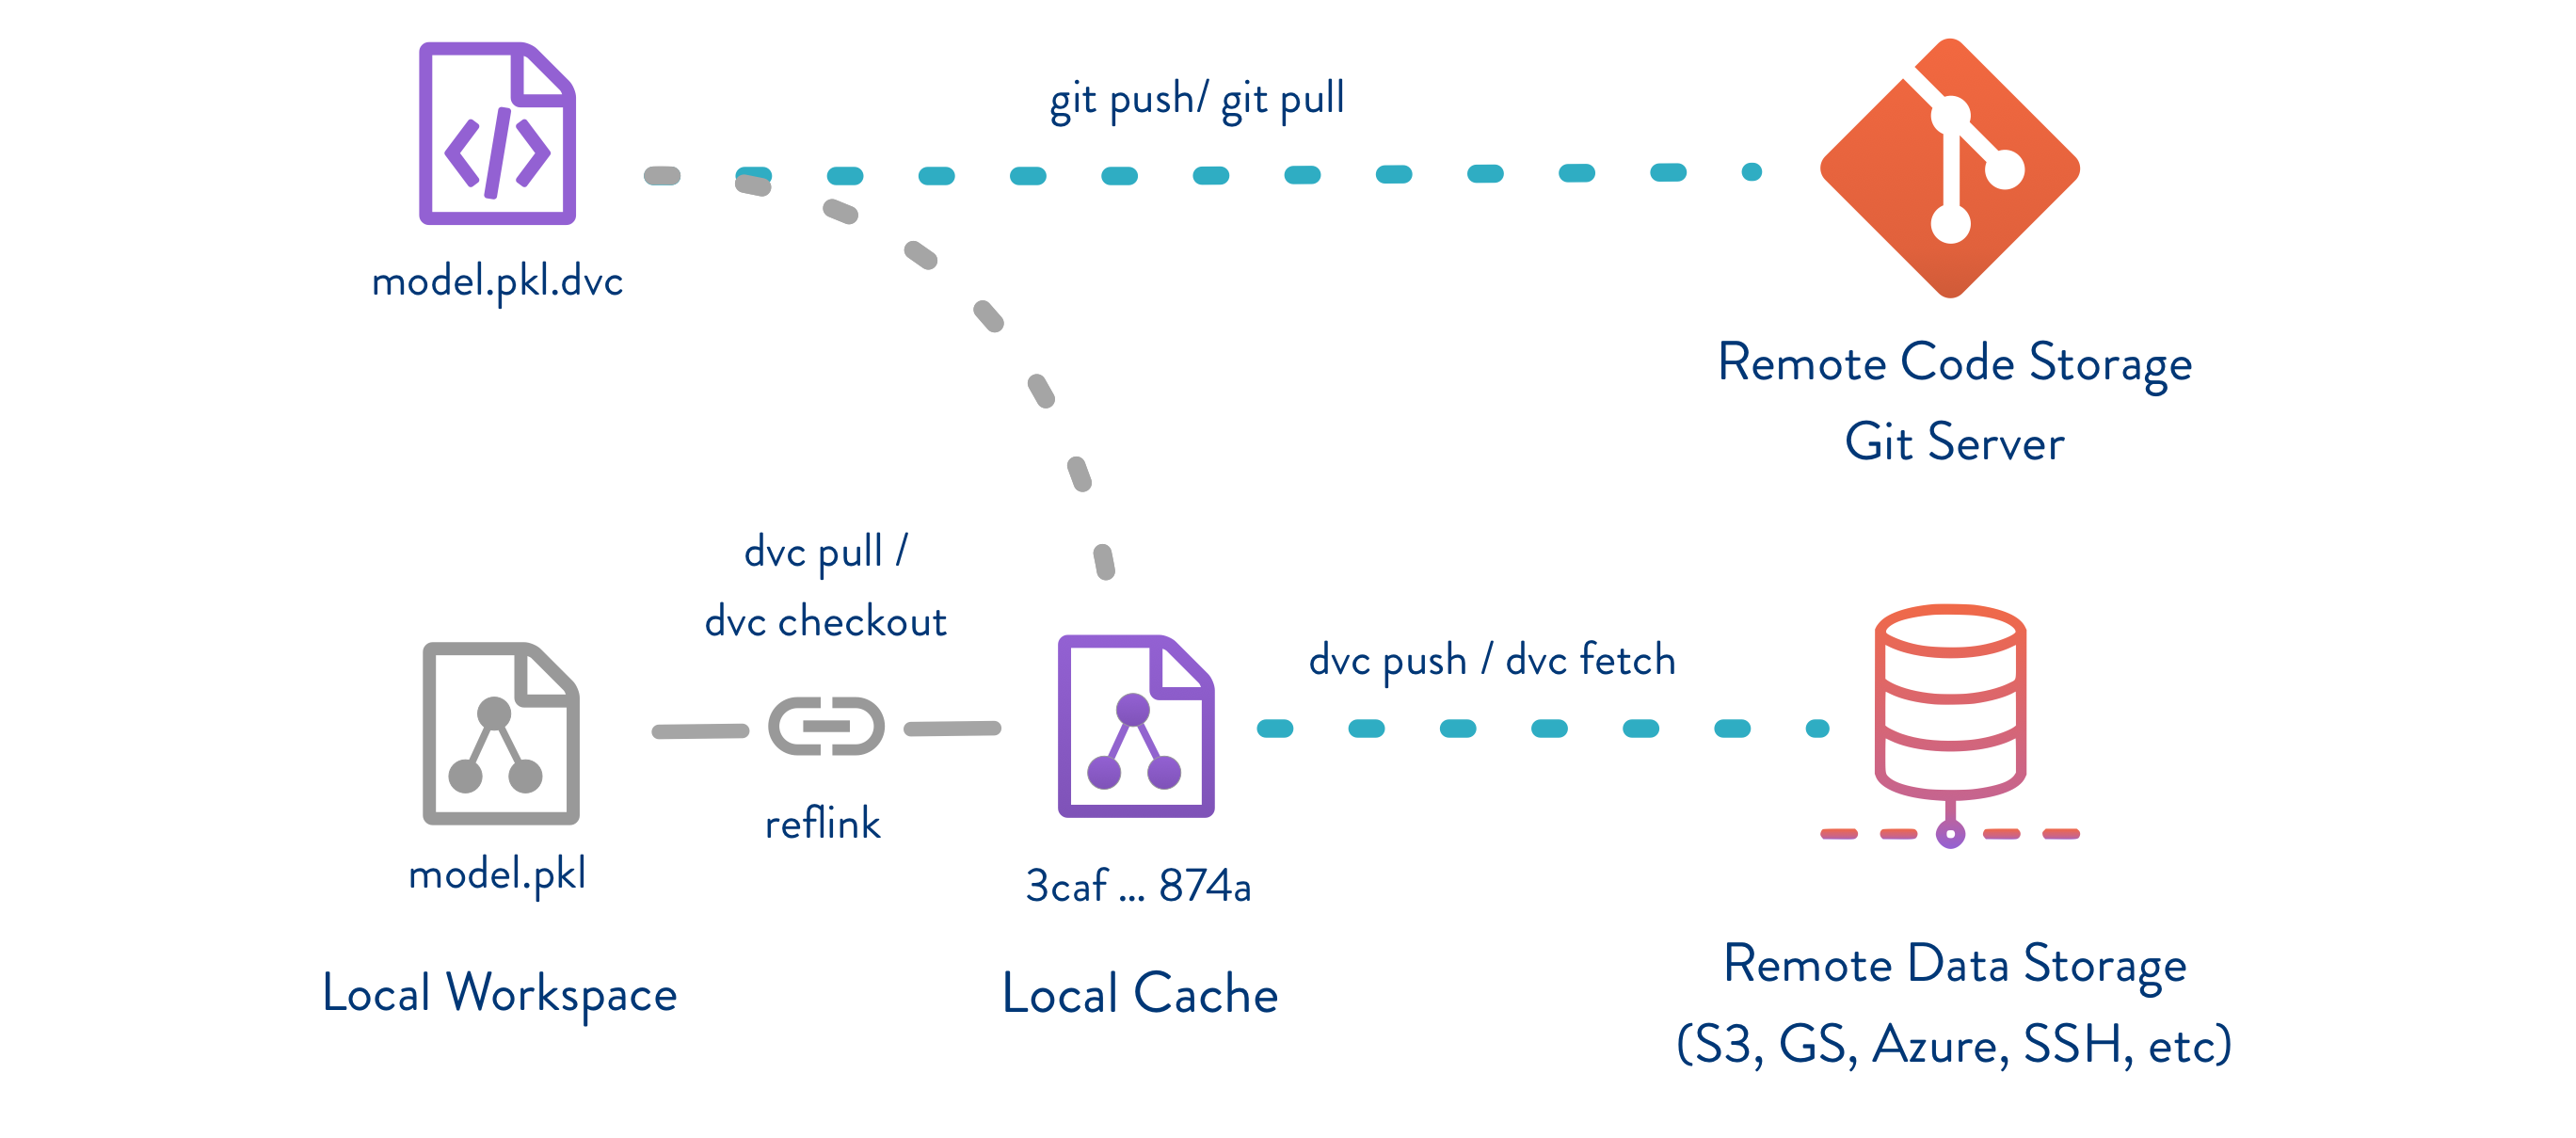 git push/ git pull
model.pkl.dvc
Remote Code Storage
Git Server
dvc pull /
dvc checkout
dvc push / dvc fetch
reflink
model.pkl
3caf ... 874a
Local Workspace
Local Cache
Remote Data Storage
(S3, GS, Azure, SSH, etc)